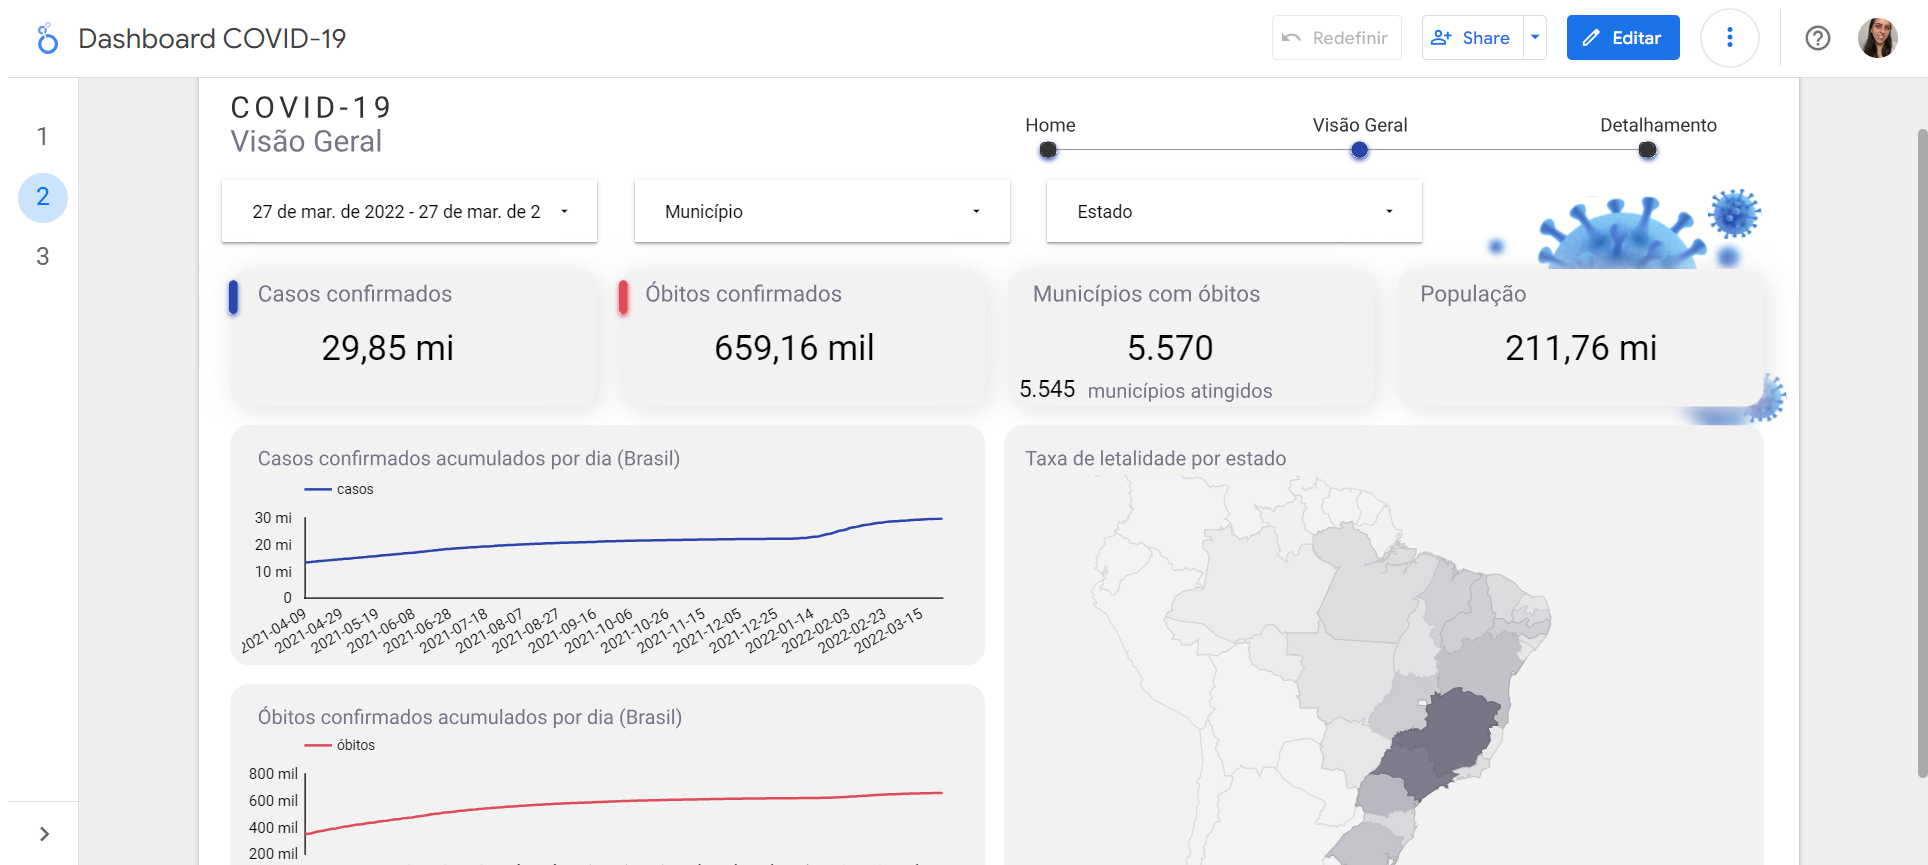 Dashboard COVID-19
Redefinir
Share
Editar
1
2
3
COVID-19
Visão Geral
Home
Visão Geral
Detalhamento
27 de mar. de 2022 - 27 de mar. de 2
Município
Estado
Casos confirmados
29,85 mi
Óbitos confirmados
659,16 mil
Municípios com óbitos
5.570
5.545 municípios atingidos
População
211,76 mi
Casos confirmados acumulados por dia (Brasil)
casos
30 mi
20 mi
10 mi
0
2021-04-09
2021-04-29
2021-05-19
2021-06-08
2021-06-28
2021-07-18
2021-08-07
2021-08-27
2021-09-16
2021-10-06
2021-10-26
2021-11-15
2021-12-05
2021-12-25
2022-01-14
2022-02-03
2022-02-23
2022-03-15
Taxa de letalidade por estado
Óbitos confirmados acumulados por dia (Brasil)
óbitos
800 mil
600 mil
400 mil
200 mil